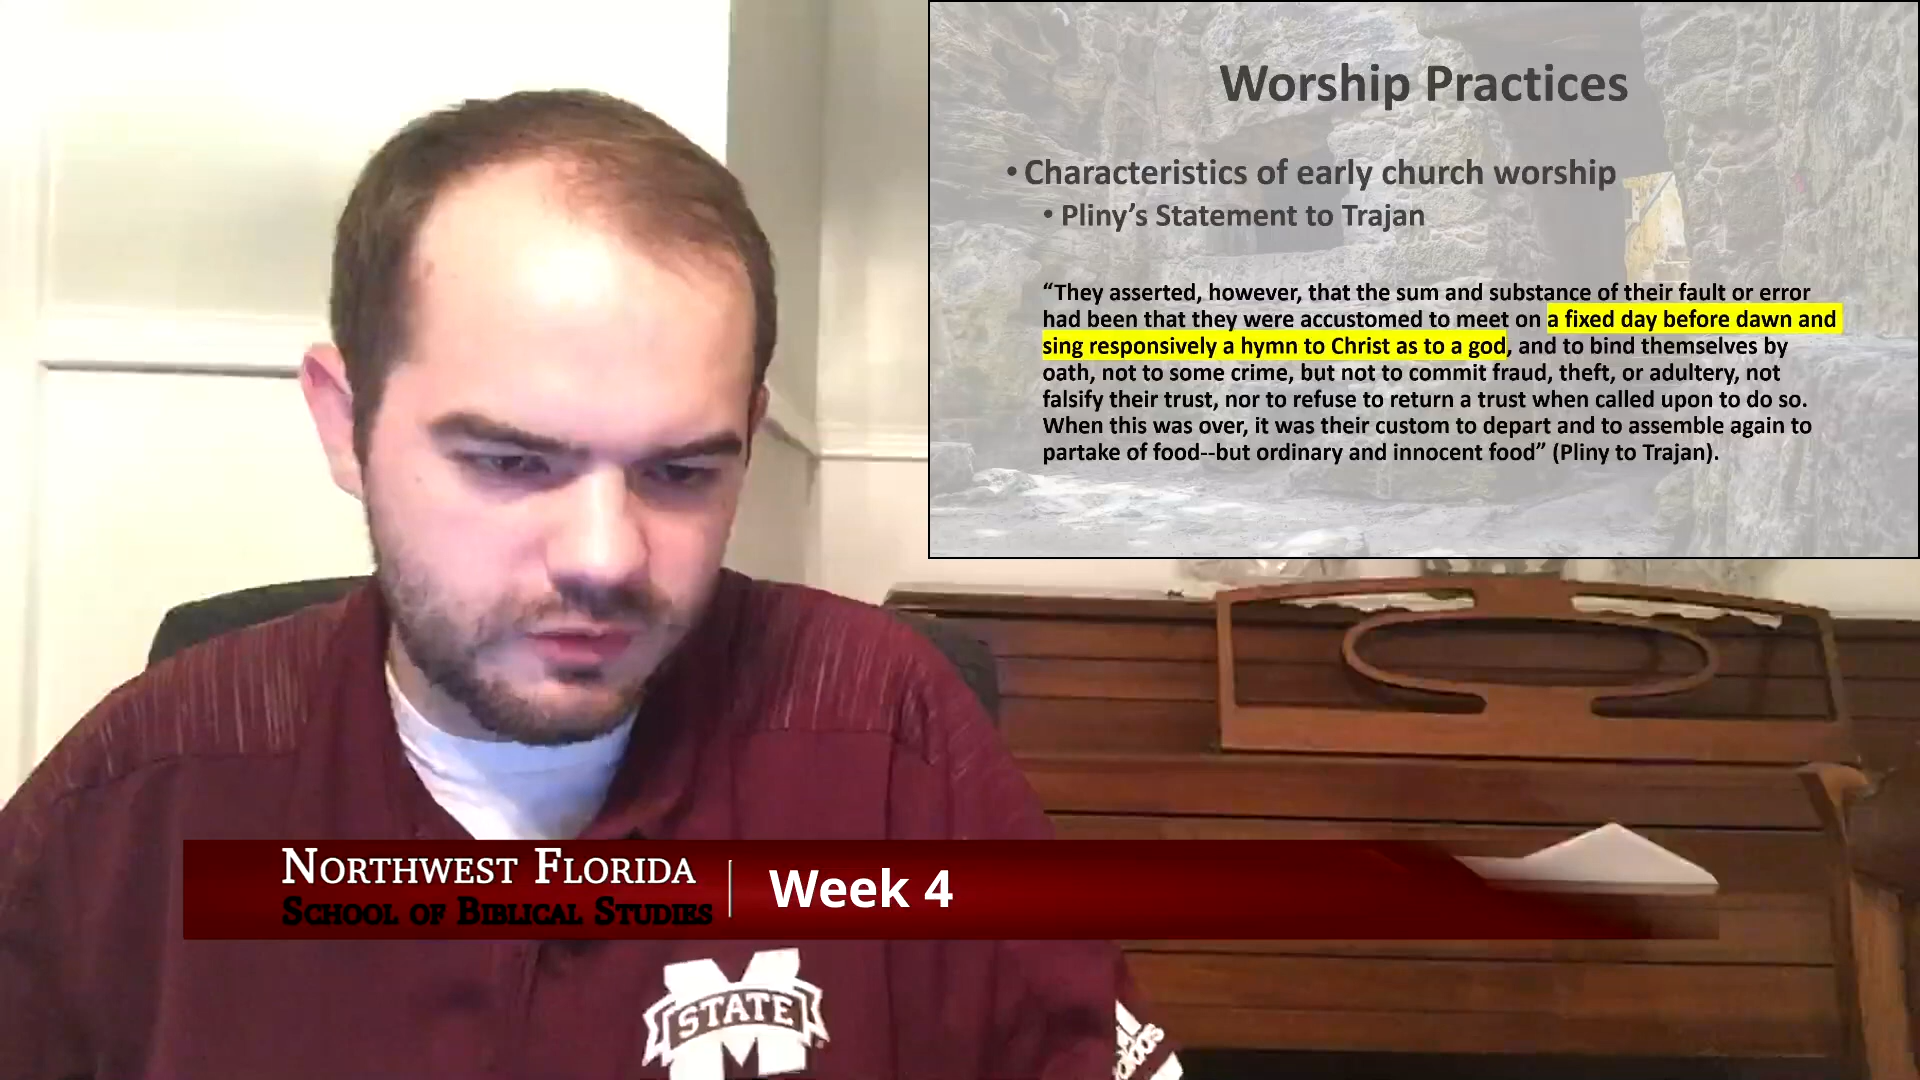 Worship Practices
• Characteristics of early church worship
• Pliny’s Statement to Trajan
“They asserted, however, that the sum and substance of their fault or error
had been that they were accustomed to meet on a fixed day before dawn and
sing responsively a hymn to Christ as to a god, and to bind themselves by
oath, not to some crime, but not to commit fraud, theft, or adultery, not
falsify their trust, nor to refuse to return a trust when called upon to do so.
When this was over, it was their custom to depart and to assemble again to
partake of food--but ordinary and innocent food” (Pliny to Trajan).
Northwest Florida
School of Biblical Studies
Week 4
M
STATE
adidas